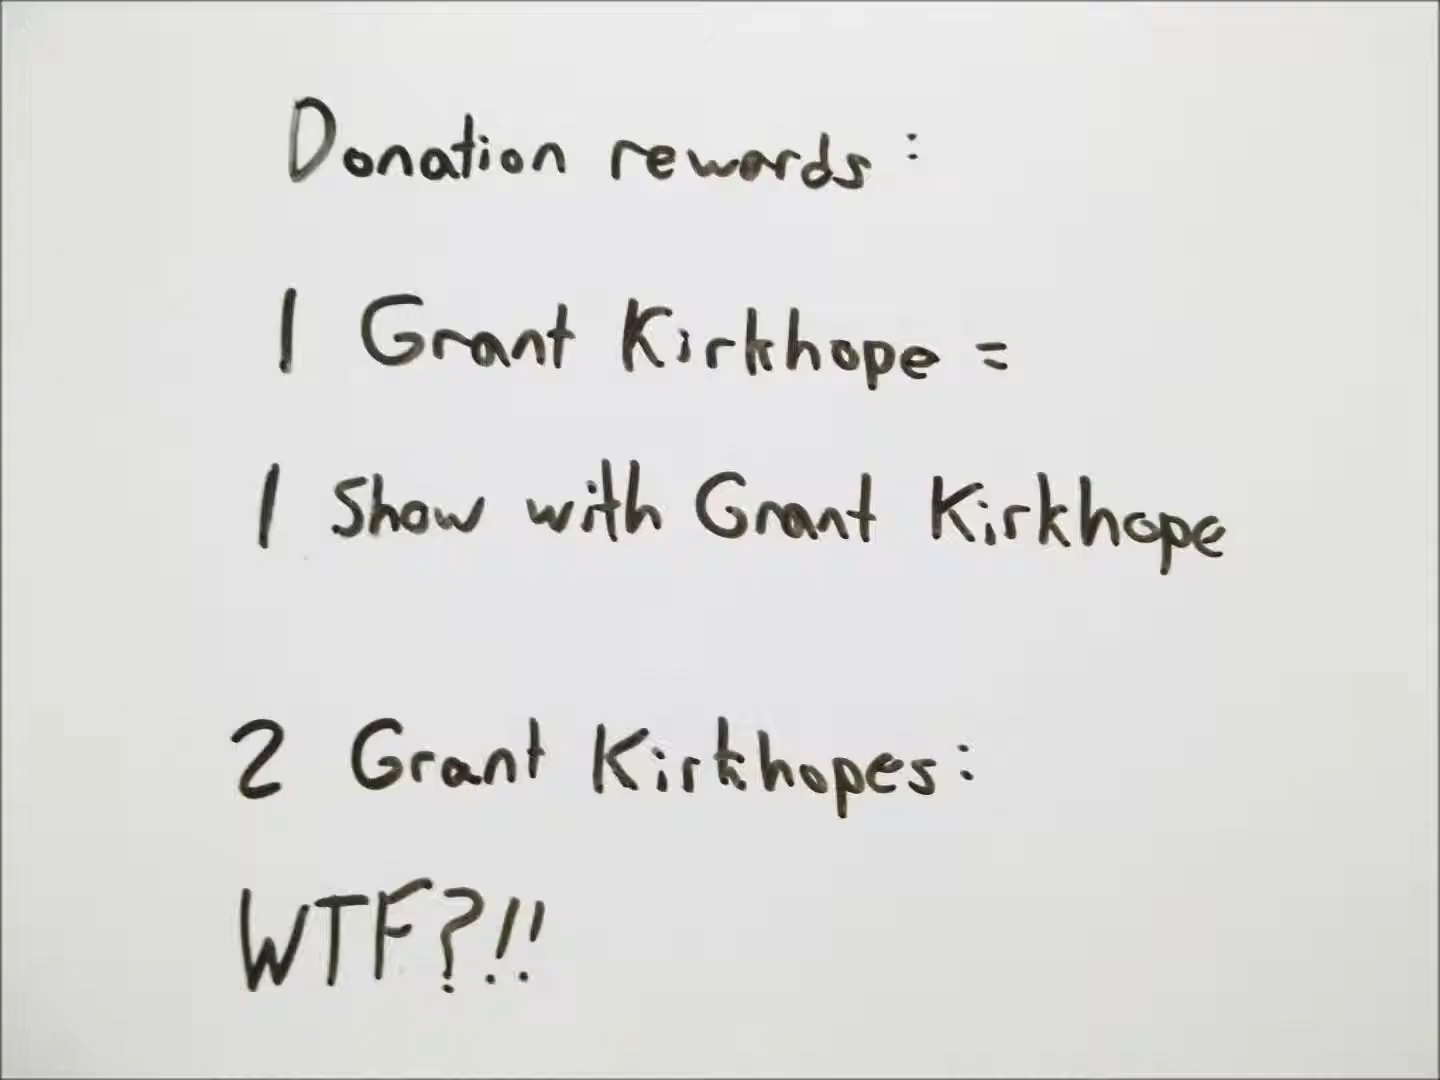 Donation rewards:
1 Grant Kirkhope =
1 Show with Grant Kirkhope
2 Grant Kirkhopes:
WTF?!!